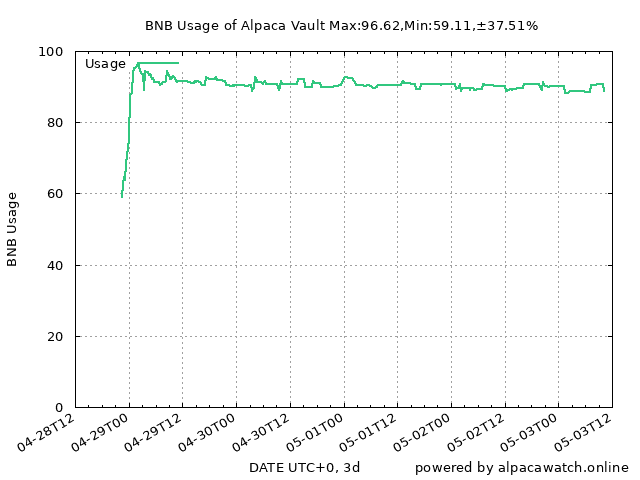 BNB Usage of Alpaca Vault Max:96.62,Min:59.11,±37.51%
Usage
100
80
60
40
20
0
BNB Usage
04-28T12
04-29T00
04-29T12
04-30T00
04-30T12
05-01T00
05-01T12
05-02T00
05-02T12
05-03T00
05-03T12
DATE UTC+0, 3d
powered by alpacawatch.online